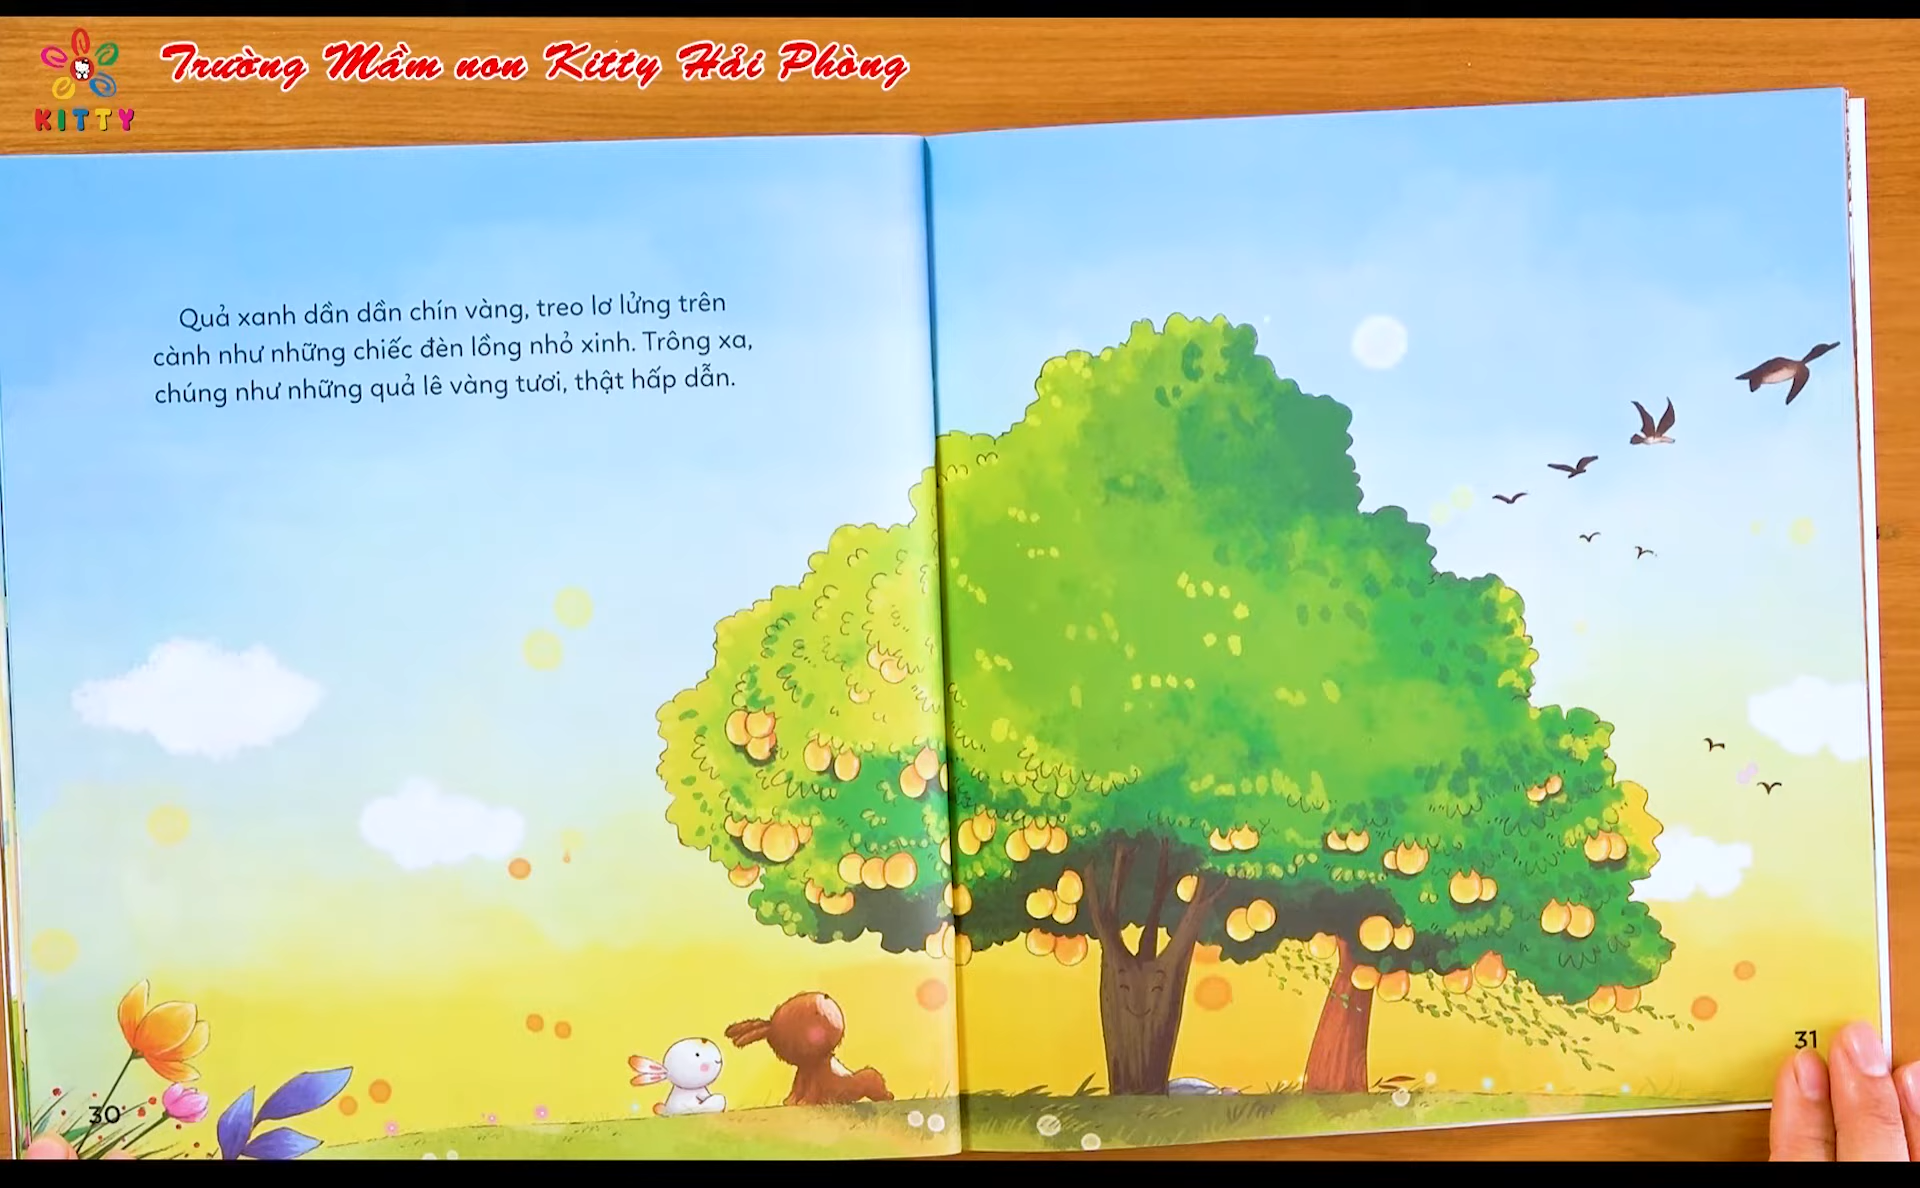 KITTY
Trường Mầm non Kitty Hải Phòng
Quả xanh dần dần chín vàng, treo lơ lửng trên
cành như những chiếc đèn lồng nhỏ xinh. Trông xa,
chúng như những quả lê vàng tươi, thật hấp dẫn.
30
31